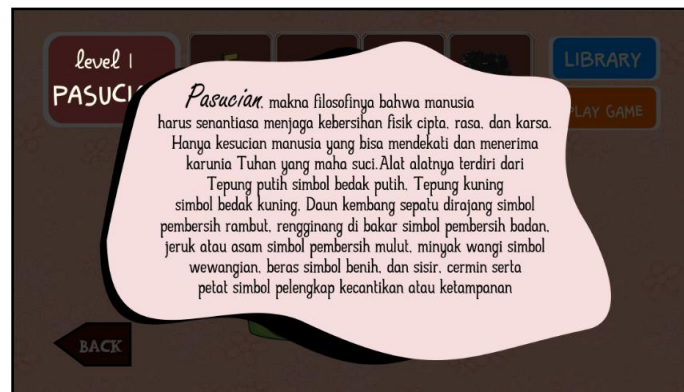 level 1
PASUCI
LIBRARY
PLAY GAME
Pasucian, makna filosofinya bahwa manusia
harus senantiasa menjaga kebersihan fisik cipta, rasa, dan karsa.
Hanya kesucian manusia yang bisa mendekati dan menerima
karunia Tuhan yang maha suci.Alat alatnya terdiri dari
Tepung putih simbol bedak putih, Tepung kuning
simbol bedak kuning, Daun kembang sepatu dirajang simbol
pembersih rambut, rengginang di bakar simbol pembersih badan,
jeruk atau asam simbol pembersih mulut, minyak wangi simbol
wewangian, beras simbol benih, dan sisir, cermin serta
petat simbol pelengkap kecantikan atau ketampanan
BACK